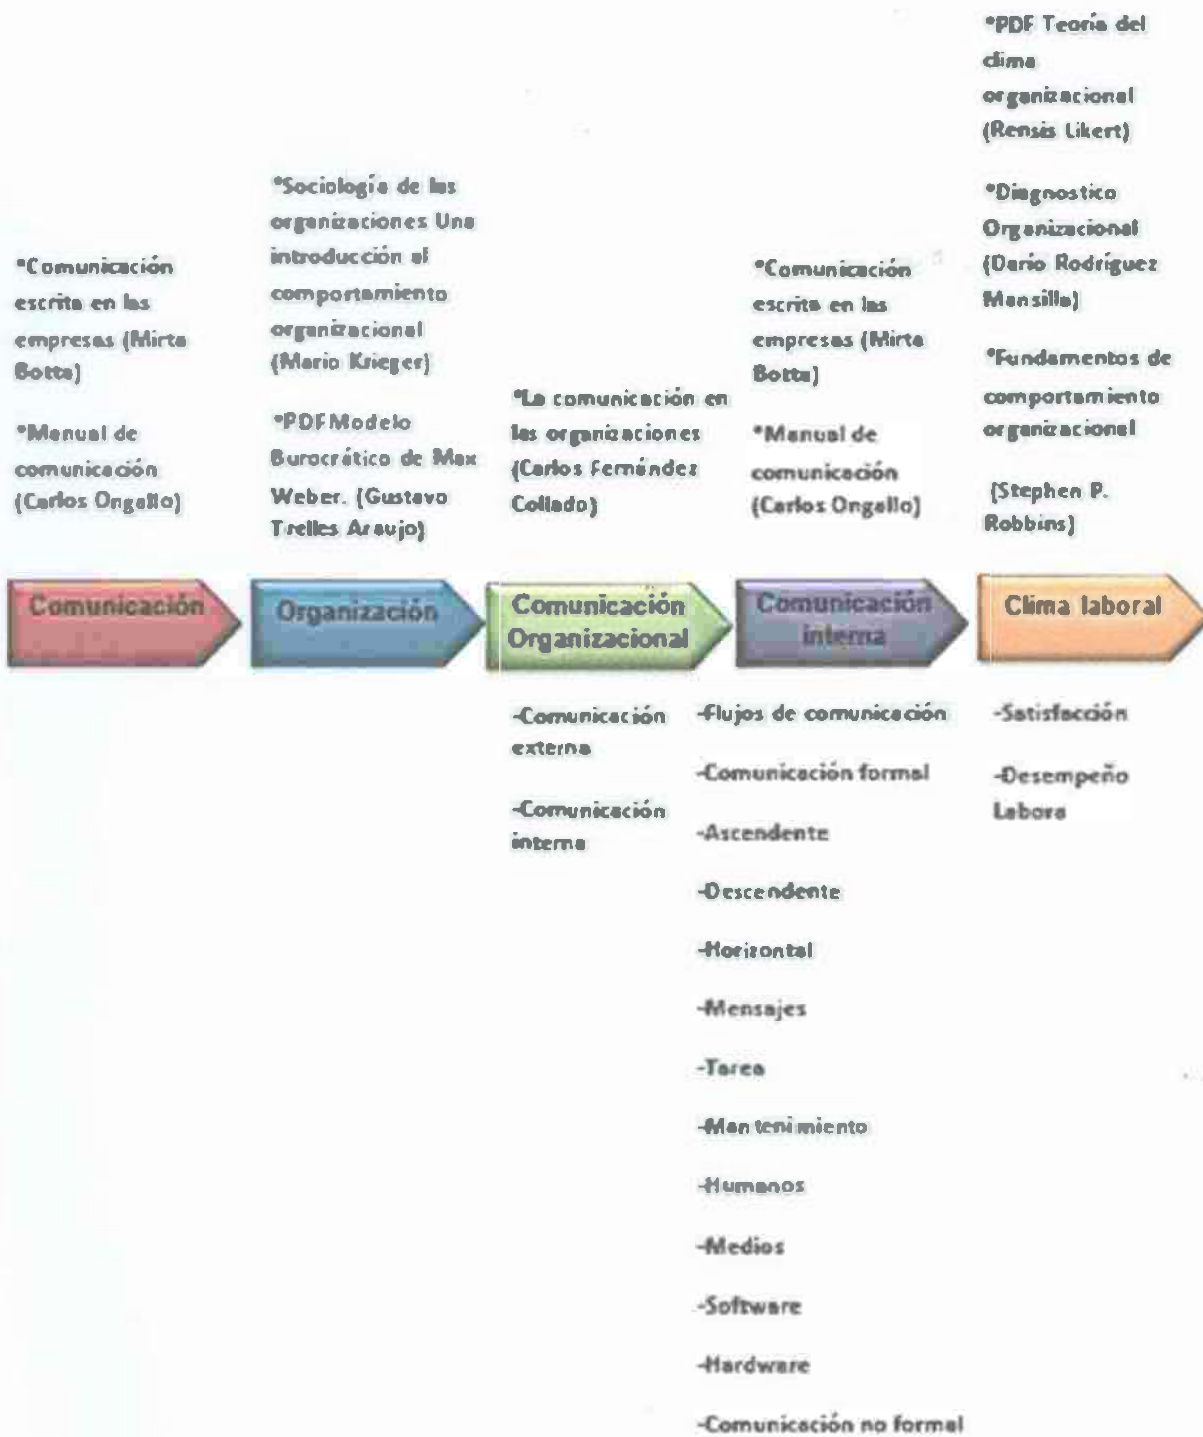 *Comunicación
escrita en las
empresas (Mirta
Botta)
*Manual de
comunicación
(Carlos Ongallo)
*Sociología de las
organizaciones Una
introducción al
comportamiento
organizacional
(Mario Krieger)
*PDF Modelo
Burocrático de Max
Weber. (Gustavo
Trelles Araujo)
*La comunicación en
las organizaciones
(Carlos Fernández
Collado)
*Comunicación
escrita en las
empresas (Mirta
Botta)
*Manual de
comunicación
(Carlos Ongallo)
*PDF Teoría del
clima
organizacional
(Rensis Likert)
*Diagnostico
Organizacional
(Darío Rodríguez
Mansilla)
*Fundamentos de
comportamiento
organizacional
(Stephen P.
Robbins)
Comunicación
Organización
Comunicación
Organizacional
Comunicación
interna
Clima laboral
-Comunicación
externa
-Comunicación
interna
-Flujos de comunicación
-Comunicación formal
-Ascendente
-Descendente
-Horizontal
-Mensajes
-Tarea
-Mantenimiento
-Humanos
-Medios
-Software
-Hardware
-Comunicación no formal
-Satisfacción
-Desempeño
Labora